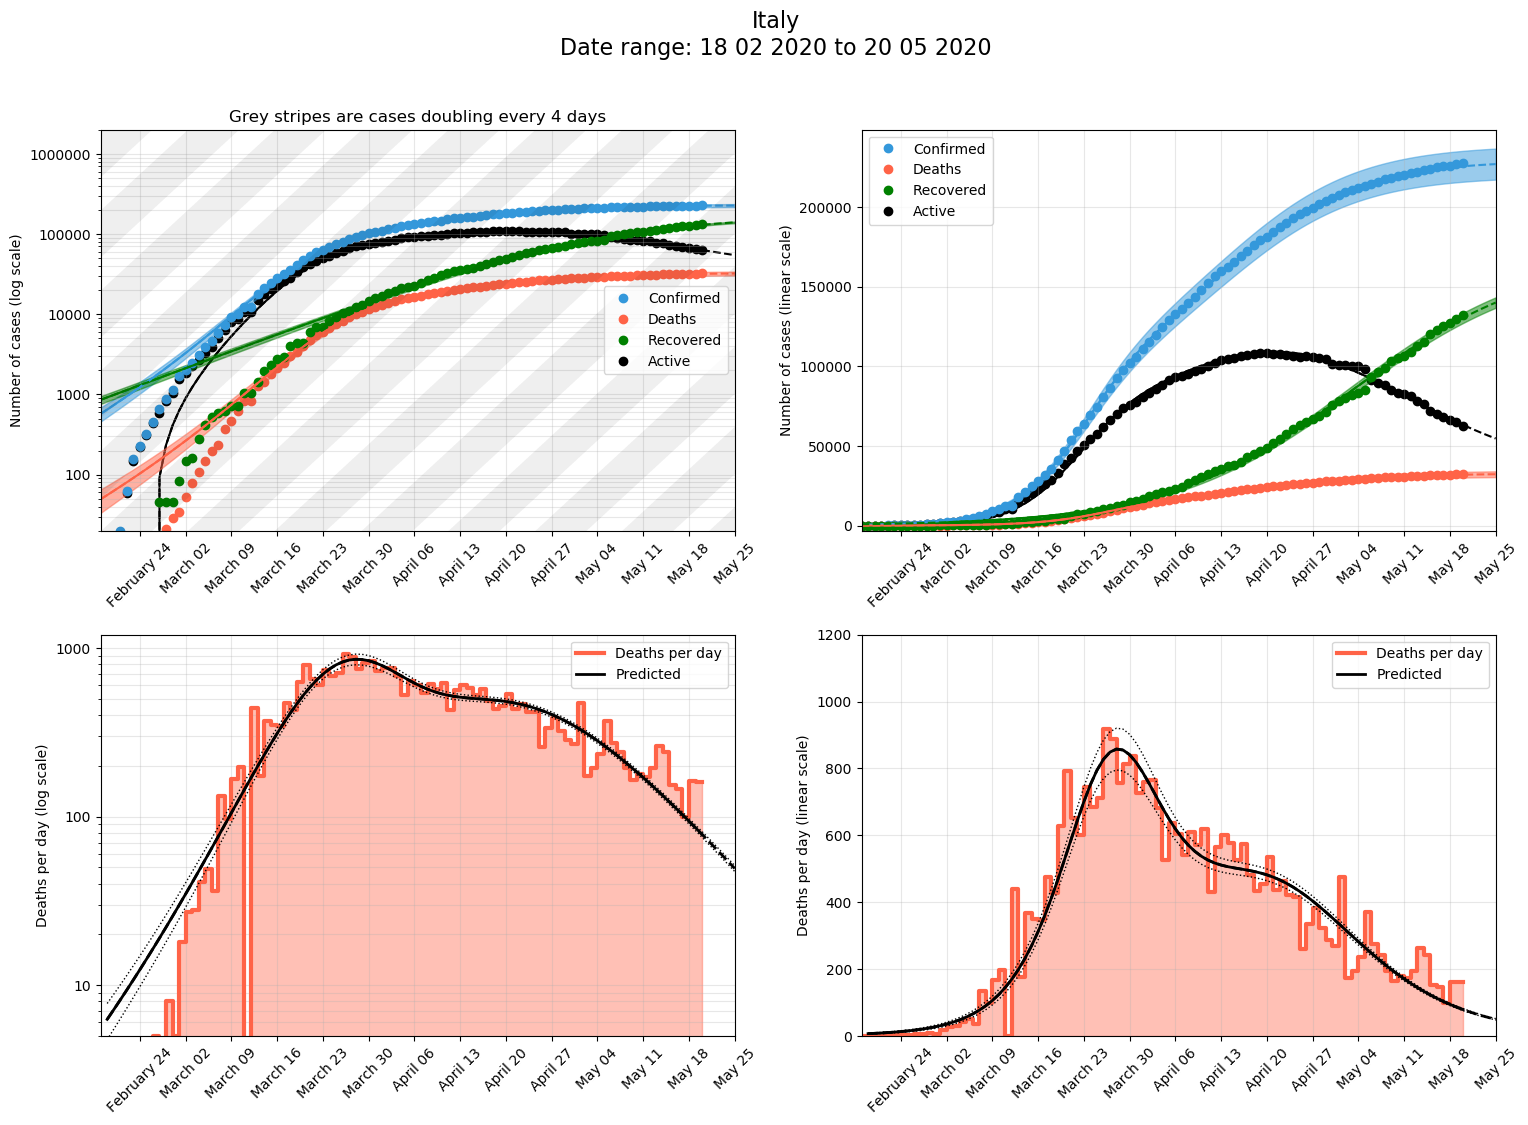 Italy
Date range: 18 02 2020 to 20 05 2020
Grey stripes are cases doubling every 4 days
Number of cases (log scale)
1000000
100000
10000
1000
100
Confirmed
Deaths
Recovered
Active
February 24
March 02
March 09
March 16
March 23
March 30
April 06
April 13
April 20
April 27
May 04
May 11
May 18
May 25
Number of cases (linear scale)
200000
150000
100000
50000
0
Confirmed
Deaths
Recovered
Active
February 24
March 02
March 09
March 16
March 23
March 30
April 06
April 13
April 20
April 27
May 04
May 11
May 18
May 25
Deaths per day (log scale)
1000
100
10
Deaths per day
Predicted
February 24
March 02
March 09
March 16
March 23
March 30
April 06
April 13
April 20
April 27
May 04
May 11
May 18
May 25
Deaths per day (linear scale)
1200
1000
800
600
400
200
0
Deaths per day
Predicted
February 24
March 02
March 09
March 16
March 23
March 30
April 06
April 13
April 20
April 27
May 04
May 11
May 18
May 25